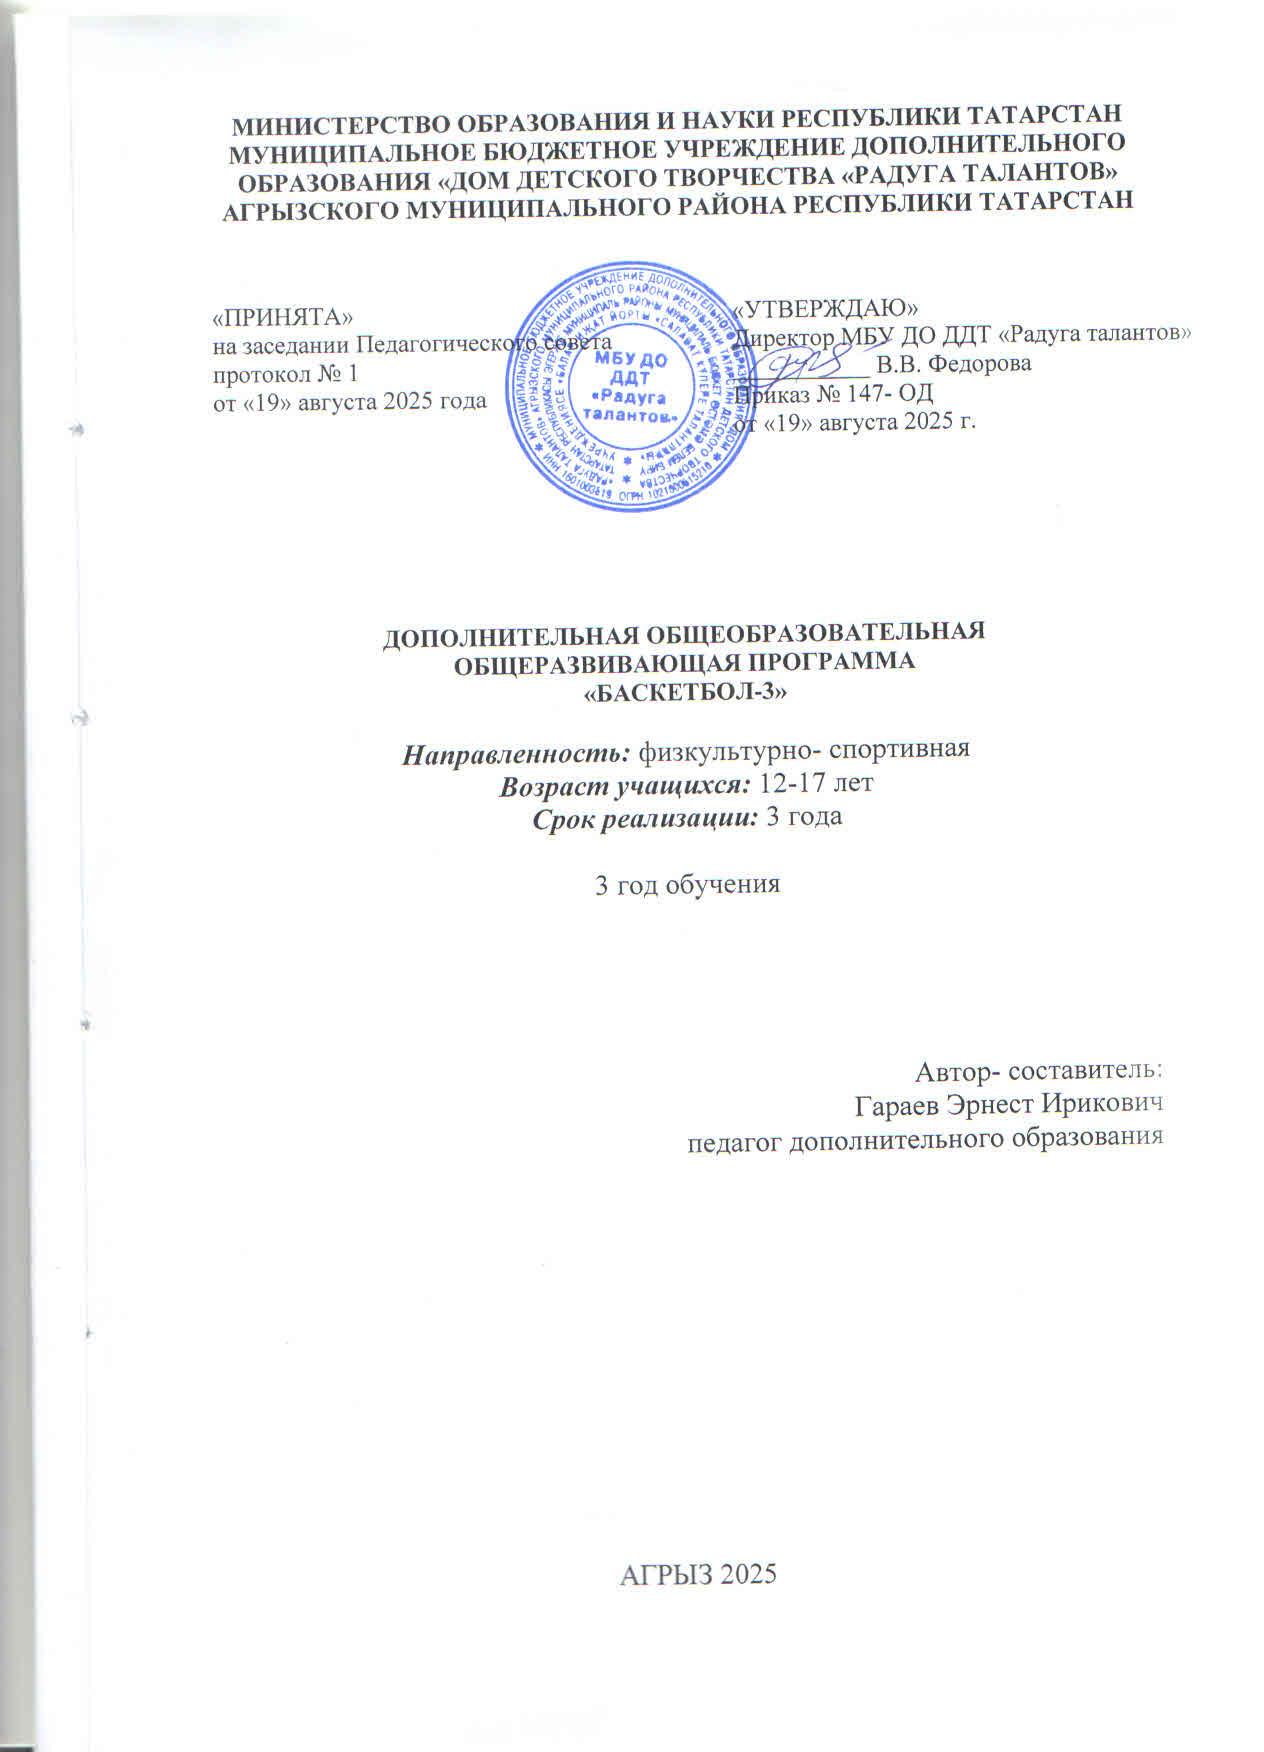 МИНИСТЕРСТВО ОБРАЗОВАНИЯ И НАУКИ РЕСПУБЛИКИ ТАТАРСТАН
МУНИЦИПАЛЬНОЕ БЮДЖЕТНОЕ УЧРЕЖДЕНИЕ ДОПОЛНИТЕЛЬНОГО
ОБРАЗОВАНИЯ «ДОМ ДЕТСКОГО ТВОРЧЕСТВА «РАДУГА ТАЛАНТОВ»
АГРЫЗСКОГО МУНИЦИПАЛЬНОГО РАЙОНА РЕСПУБЛИКИ ТАТАРСТАН
«ПРИНЯТА»
на заседании Педагогического совета
протокол № 1
от «19» августа 2025 года
МБУ ДО
ДДТ
«Радуга
талантов»
«УТВЕРЖДАЮ»
Директор МБУ ДО ДДТ «Радуга талантов»
В.В. Федорова
Приказ № 147- ОД
от «19» августа 2025 г.
ДОПОЛНИТЕЛЬНАЯ ОБЩЕОБРАЗОВАТЕЛЬНАЯ
ОБЩЕРАЗВИВАЮЩАЯ ПРОГРАММА
«БАСКЕТБОЛ-3»
Направленность: физкультурно- спортивная
Возраст учащихся: 12-17 лет
Срок реализации: 3 года
3 год обучения
Автор- составитель:
Гараев Эрнест Ирикович
педагог дополнительного образования
АГРЫЗ 2025